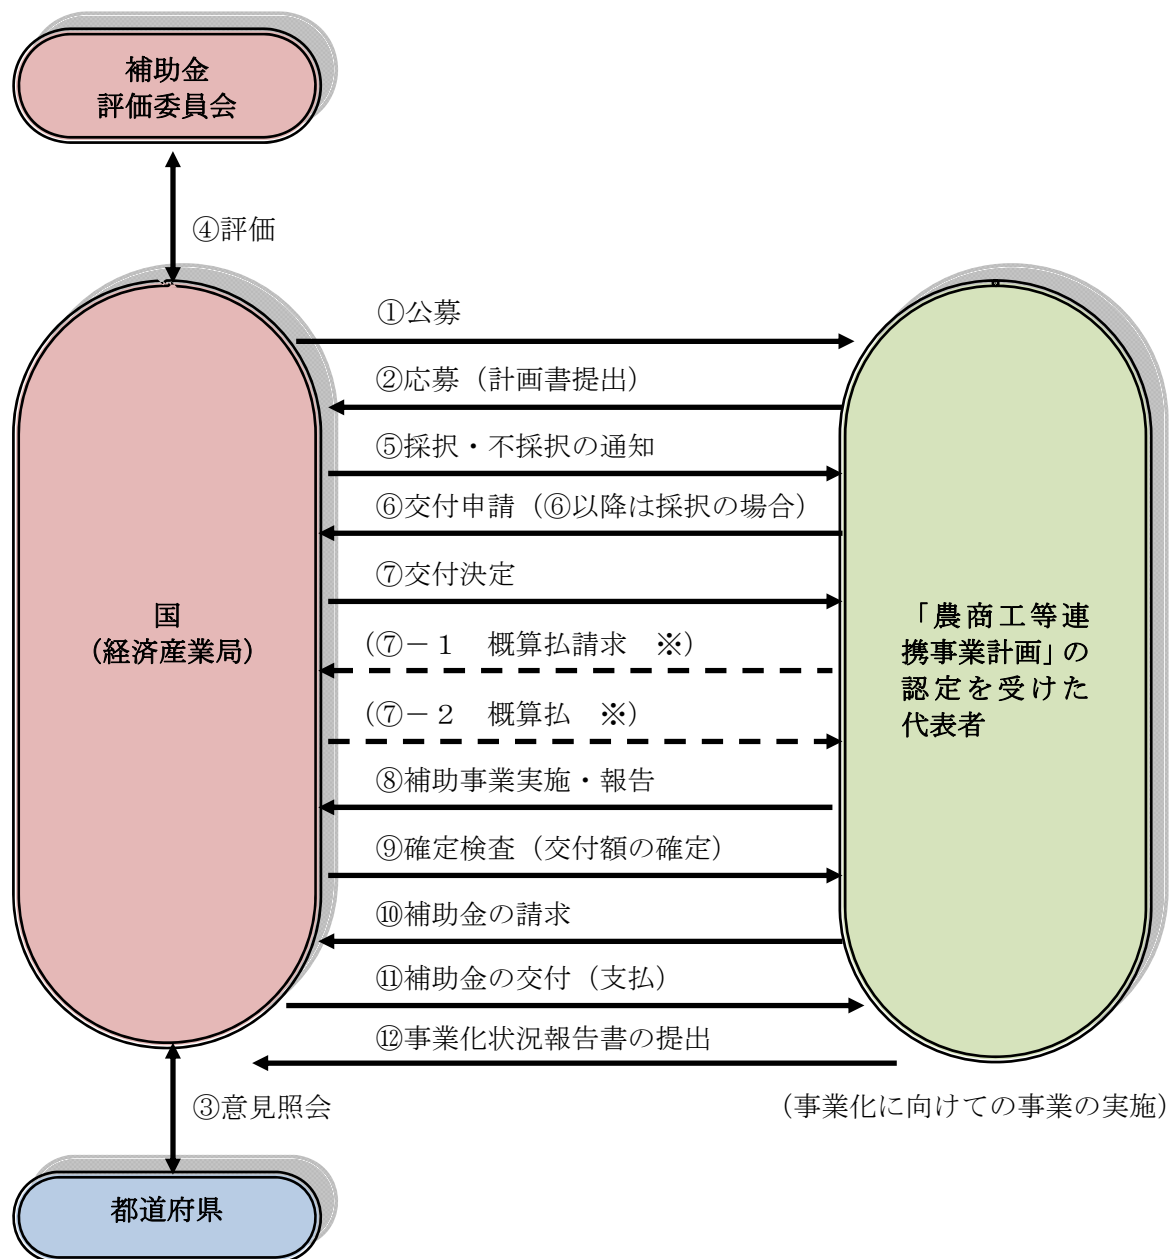 補助金
評価委員会
④評価
①公募
②応募（計画書提出）
⑤採択・不採択の通知
⑥交付申請（⑥以降は採択の場合）
⑦交付決定
国
（経済産業局）
（⑦－１　概算払請求　※）
（⑦－２　概算払　※）
「農商工等連
携事業計画」の
認定を受けた
代表者
⑧補助事業実施・報告
⑨確定検査（交付額の確定）
⑩補助金の請求
⑪補助金の交付（支払）
⑫事業化状況報告書の提出
③意見照会
（事業化に向けての事業の実施）
都道府県